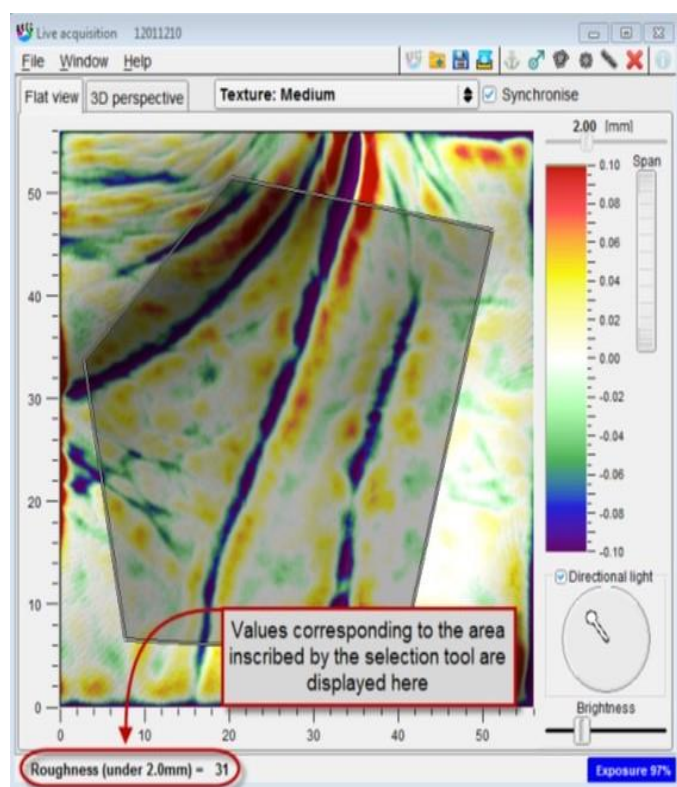 Live acquisition 12011210
File Window Help
Flat view 3D perspective Texture: Medium Synchronise
2.00 [mm]
Span
0.10
0.08
0.06
0.04
0.02
0.00
-0.02
-0.04
-0.06
-0.10
50
40
30
20
10
0
0 10 20 30 40 50
Directional light
Brightness
Values corresponding to the area
inscribed by the selection tool are
displayed here
Roughness (under 2.0mm) = 31
Exposure 97%